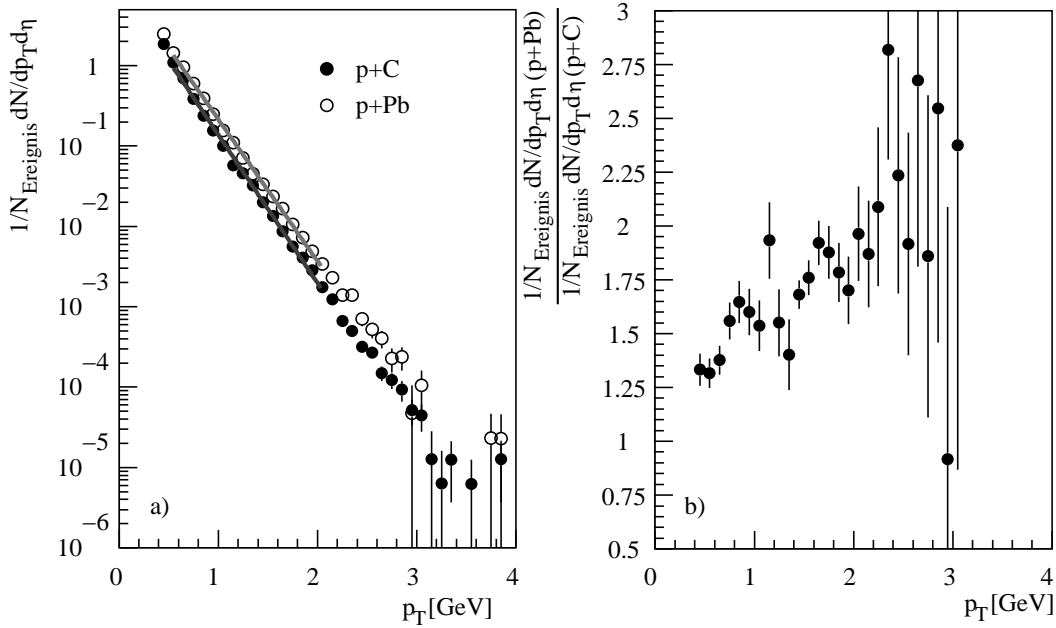 1/N_Ereignis dN/dp_T dη
1
10 −1
10 −2
10 −3
10 −4
10 −5
10 −6
0 1 2 3 4
p_T [GeV]
p+C
p+Pb
a)
1/N_Ereignis dN/dp_T dη (p+Pb)
1/N_Ereignis dN/dp_T dη (p+C)
3
2.75
2.5
2.25
2
1.75
1.5
1.25
1
0.75
0.5
0 1 2 3 4
p_T [GeV]
b)